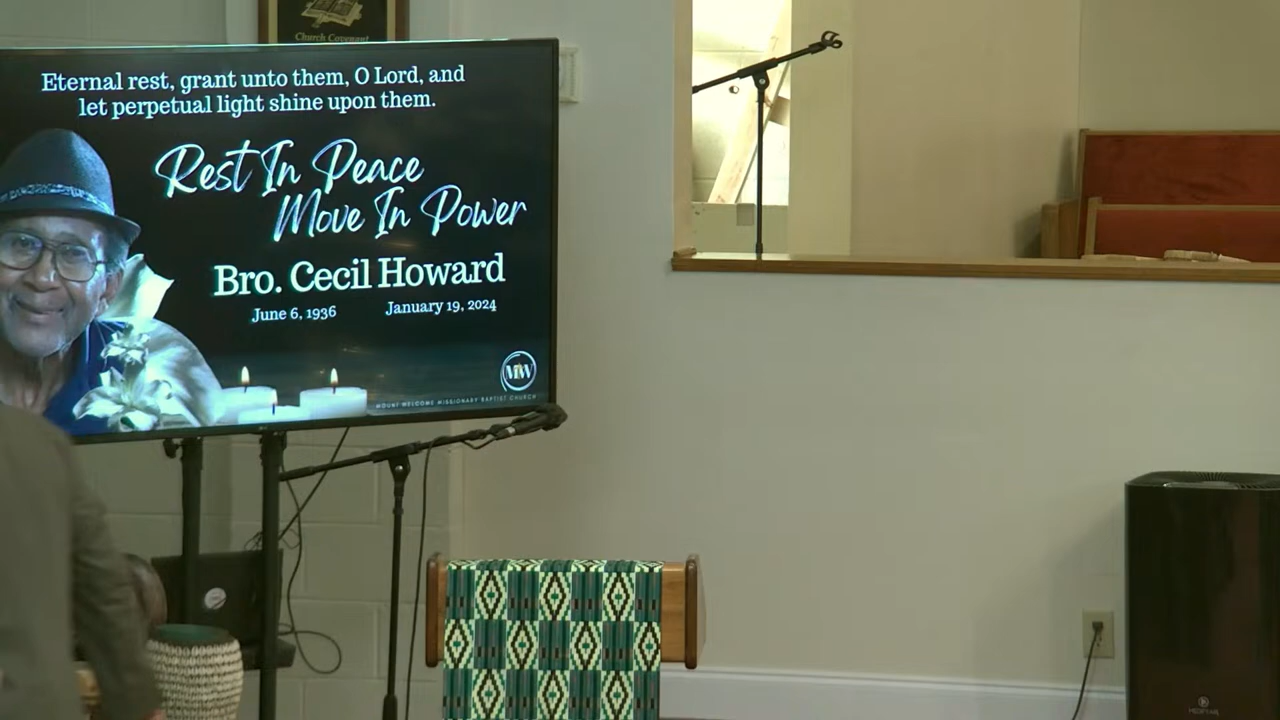 Church Covenant
Eternal rest, grant unto them, O Lord, and
let perpetual light shine upon them.
Rest In Peace
Move In Power
Bro. Cecil Howard
June 6, 1936 January 19, 2024
MW
MOUNT WELCOME MISSIONARY BAPTIST CHURCH